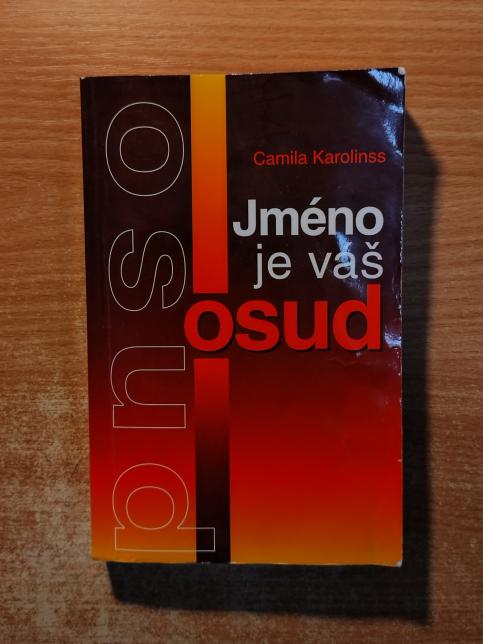 Camila Karolinss
Jméno
je váš
osud
osud